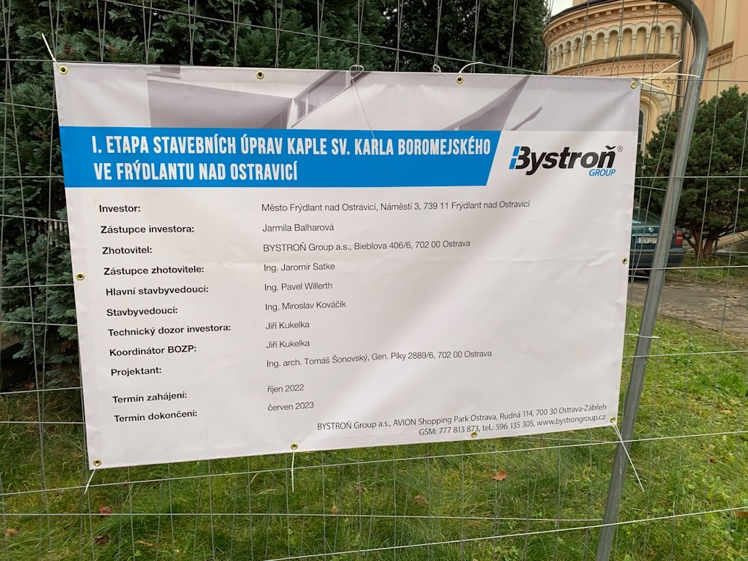 I. ETAPA STAVEBNÍCH ÚPRAV KAPLE SV. KARLA BOROMEJSKÉHO
VE FRÝDLANTU NAD OSTRAVICÍ
Bystroň®
GROUP
Investor: Město Frýdlant nad Ostravicí, Náměstí 3, 739 11 Frýdlant nad Ostravicí
Zástupce investora: Jarmila Balharová
Zhotovitel: BYSTROŇ Group a.s., Bieblova 406/6, 702 00 Ostrava
Zástupce zhotovitele: Ing. Jaromír Satke
Hlavní stavbyvedoucí: Ing. Pavel Willerth
Stavbyvedoucí: Ing. Miroslav Kováčik
Technický dozor investora: Jiří Kukelka
Koordinátor BOZP: Jiří Kukelka
Projektant: Ing. arch. Tomáš Šonovský, Gen. Píky 2889/6, 702 00 Ostrava
Termín zahájení: říjen 2022
Termín dokončení: červen 2023
BYSTROŇ Group a.s., AVION Shopping Park Ostrava, Rudná 114, 700 30 Ostrava-Zábřeh
GSM: 777 813 873, tel.: 596 135 305, www.bystrongroup.cz